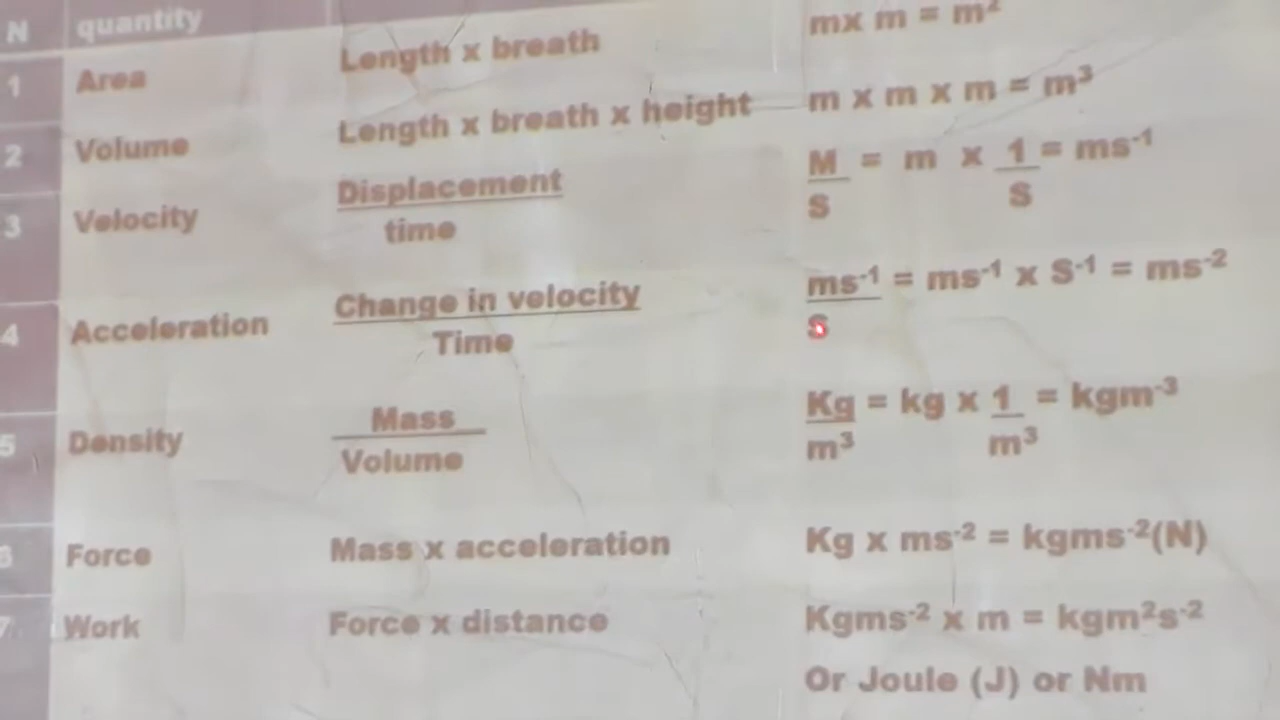 N quantity
Length x breath mx m = m²
1 Area
Length x breath x height m x m x m = m³
2 Volume
Displacement M = m x 1 = ms⁻¹
3 Velocity time S S
Change in velocity ms⁻¹ = ms⁻¹ x S⁻¹ = ms⁻²
4 Acceleration Time S
Mass Kg = kg x 1 = kgm⁻³
5 Density Volume m³ m³
6 Force Mass x acceleration Kg x ms⁻² = kgms⁻²(N)
7 Work Force x distance Kgms⁻² x m = kgm²s⁻²
Or Joule (J) or Nm